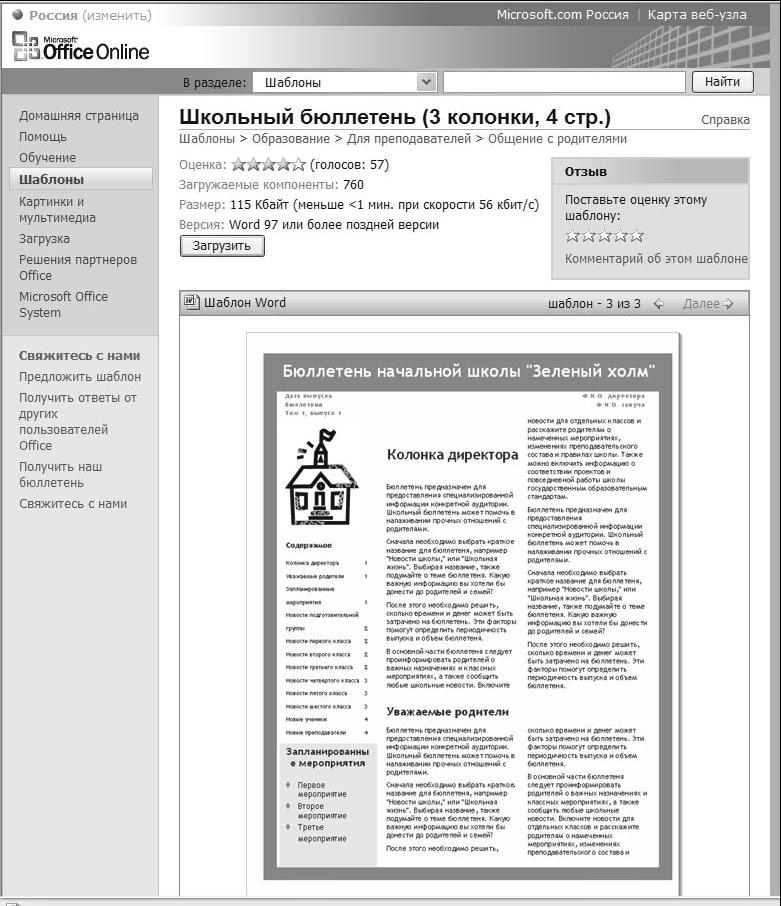 Россия (изменить)
Microsoft.com Россия | Карта веб-узла
Microsoft
Office Online
В разделе: Шаблоны Найти
Домашняя страница
Помощь
Обучение
Шаблоны
Картинки и
мультимедиа
Загрузка
Решения партнеров
Office
Microsoft Office
System
Свяжитесь с нами
Предложить шаблон
Получить ответы от
других
пользователей
Office
Получить наш
бюллетень
Свяжитесь с нами
Школьный бюллетень (3 колонки, 4 стр.)
Справка
Шаблоны > Образование > Для преподавателей > Общение с родителями
Оценка: (голосов: 57)
Загружаемые компоненты: 760
Размер: 115 Кбайт (меньше <1 мин. при скорости 56 кбит/с)
Версия: Word 97 или более поздней версии
Загрузить
Отзыв
Поставьте оценку этому
шаблону:
Комментарий об этом шаблоне
Шаблон Word
шаблон - 3 из 3 Далее
Бюллетень начальной школы "Зеленый холм"
Дата выпуска
бюллетеня
Том 1, выпуск 1
Ф.И.О. директора
Ф.И.О. завуча
Содержимое
Колонка директора 1
Уважаемые родители 1
Запланированные
мероприятия 1
Новости подготовительной
группы 2
Новости первого класса 2
Новости второго класса 2
Новости третьего класса 2
Новости четвертого класса 3
Новости пятого класса 3
Новости шестого класса 3
Новые ученики 4
Новые преподаватели 4
Запланированны
е мероприятия
Первое
мероприятие
Второе
мероприятие
Третье
мероприятие
Колонка директора
Бюллетень предназначен для
предоставления специализированной
информации конкретной аудитории.
Школьный бюллетень может помочь в
налаживании прочных отношений с
родителями.
Сначала необходимо выбрать краткое
название для бюллетеня, например
"Новости школы," или "Школьная
жизнь". Выбирая название, также
подумайте о теме бюллетеня. Какую
важную информацию вы хотели бы
донести до родителей и семей?
После этого необходимо решить,
сколько времени и денег может быть
затрачено на бюллетень. Эти факторы
помогут определить периодичность
выпуска и объем бюллетеня.
В основной части бюллетеня следует
проинформировать родителей о
важных назначениях и классных
мероприятиях, а также сообщить
любые школьные новости. Включите
новости для отдельных классов и
расскажите родителям о
намеченных мероприятиях,
изменениях преподавательского
состава и правилах школы. Также
можно включить информацию о
соответствии проектов и
повседневной работы школы
государственным образовательным
стандартам.
Бюллетень предназначен для
предоставления
специализированной информации
конкретной аудитории. Школьный
бюллетень может помочь в
налаживании прочных отношений с
родителями.
Сначала необходимо выбрать
краткое название для бюллетеня,
например "Новости школы," или
"Школьная жизнь". Выбирая
название, также подумайте о теме
бюллетеня. Какую важную
информацию вы хотели бы донести
до родителей и семей?
После этого необходимо решить,
сколько времени и денег может
быть затрачено на бюллетень. Эти
факторы помогут определить
периодичность выпуска и объем
бюллетеня.
Уважаемые родители
Бюллетень предназначен для
предоставления специализированной
информации конкретной аудитории.
Школьный бюллетень может помочь в
налаживании прочных отношений с
родителями.
Сначала необходимо выбрать краткое
название для бюллетеня, например
"Новости школы," или "Школьная
жизнь". Выбирая название, также
подумайте о теме бюллетеня. Какую
важную информацию вы хотели бы
донести до родителей и семей?
После этого необходимо решить,
сколько времени и денег может
быть затрачено на бюллетень. Эти
факторы помогут определить
периодичность выпуска и объем
бюллетеня.
В основной части бюллетеня
следует проинформировать
родителей о важных назначениях и
классных мероприятиях, а также
сообщить любые школьные
новости. Включите новости для
отдельных классов и расскажите
родителям о намеченных
мероприятиях, изменениях
преподавательского состава и